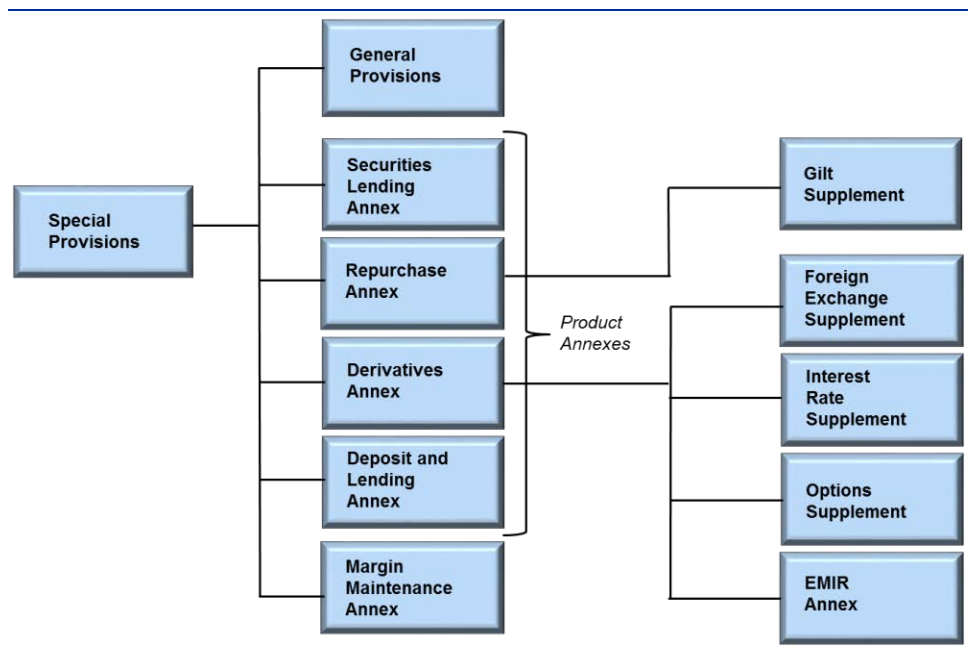 Special
Provisions
General
Provisions
Securities
Lending
Annex
Repurchase
Annex
Derivatives
Annex
Deposit and
Lending
Annex
Margin
Maintenance
Annex
Product
Annexes
Gilt
Supplement
Foreign
Exchange
Supplement
Interest
Rate
Supplement
Options
Supplement
EMIR
Annex